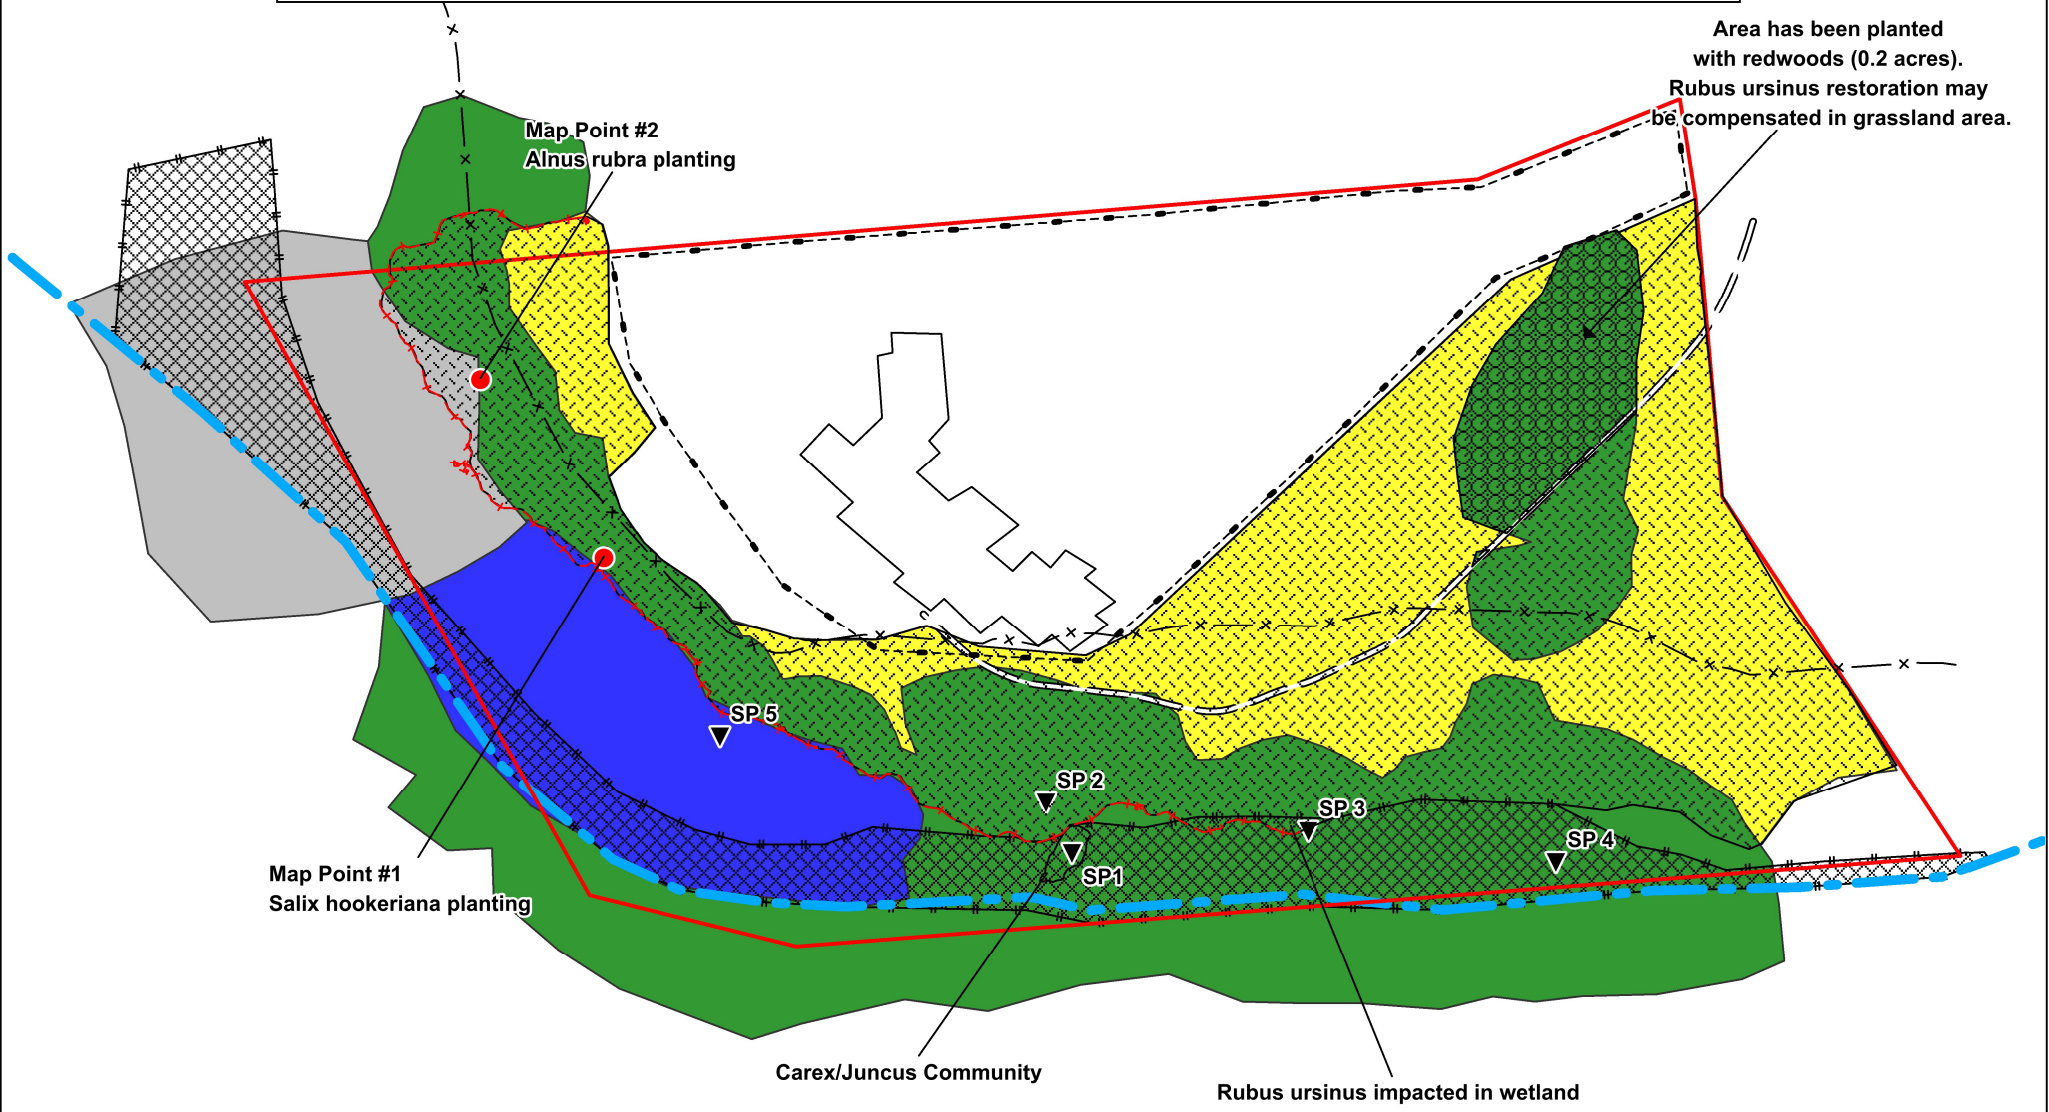 Area has been planted
with redwoods (0.2 acres).
Rubus ursinus restoration may
be compensated in grassland area.
Map Point #2
Alnus rubra planting
SP 5
SP 2
SP 3
SP 4
SP1
Map Point #1
Salix hookeriana planting
Carex/Juncus Community
Rubus ursinus impacted in wetland